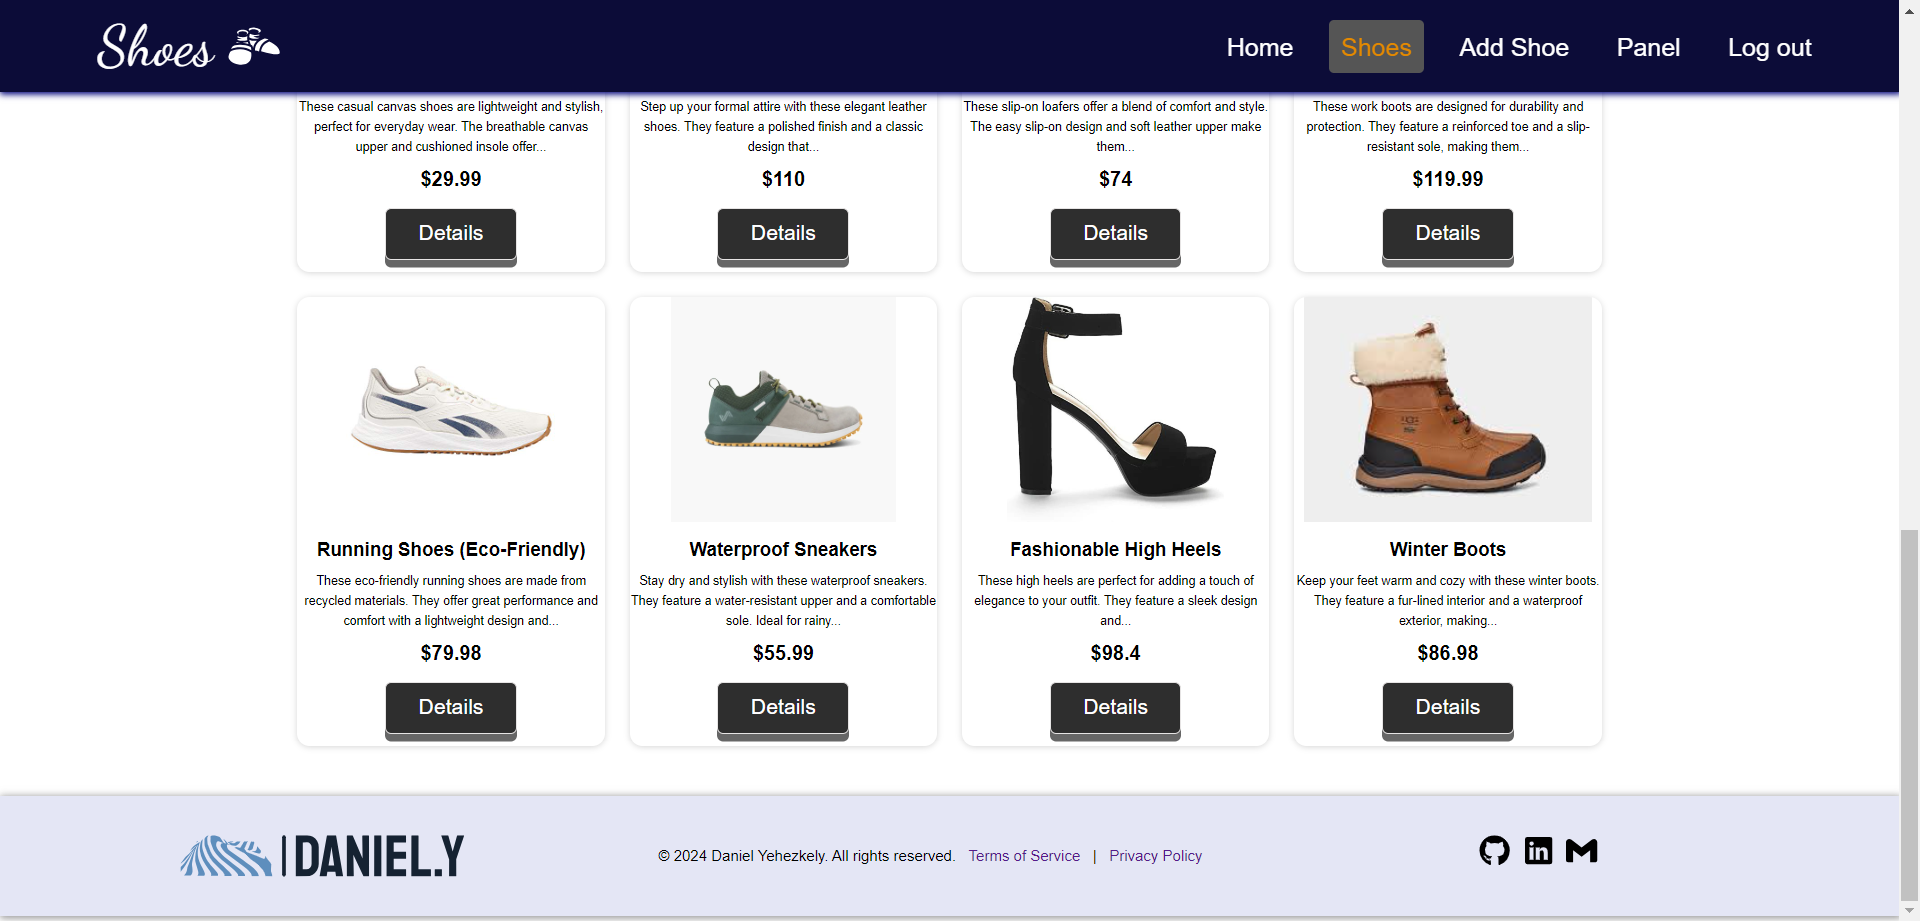 Shoes
Home Shoes Add Shoe Panel Log out
These casual canvas shoes are lightweight and stylish,
perfect for everyday wear. The breathable canvas
upper and cushioned insole offer...
$29.99
Details
Step up your formal attire with these elegant leather
shoes. They feature a polished finish and a classic
design that...
$110
Details
These slip-on loafers offer a blend of comfort and style.
The easy slip-on design and soft leather upper make
them...
$74
Details
These work boots are designed for durability and
protection. They feature a reinforced toe and a slip-
resistant sole, making them...
$119.99
Details
Running Shoes (Eco-Friendly)
These eco-friendly running shoes are made from
recycled materials. They offer great performance and
comfort with a lightweight design and...
$79.98
Details
Waterproof Sneakers
Stay dry and stylish with these waterproof sneakers.
They feature a water-resistant upper and a comfortable
sole. Ideal for rainy...
$55.99
Details
Fashionable High Heels
These high heels are perfect for adding a touch of
elegance to your outfit. They feature a sleek design
and...
$98.4
Details
Winter Boots
Keep your feet warm and cozy with these winter boots.
They feature a fur-lined interior and a waterproof
exterior, making...
$86.98
Details
DANIEL.Y
© 2024 Daniel Yehezkely. All rights reserved. Terms of Service | Privacy Policy